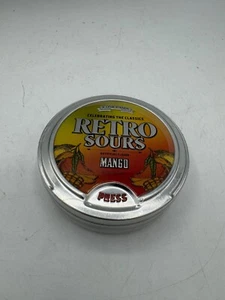 CELEBRATING THE CLASSICS
RETRO
SOURS
MANGO
PRESS